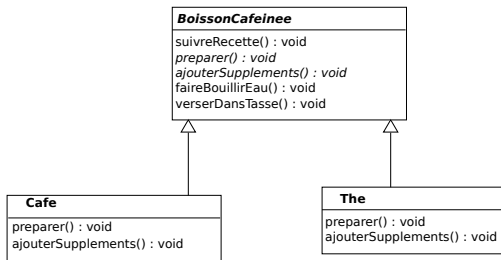 BoissonCafeinee
suivreRecette() : void
preparer() : void
ajouterSupplements() : void
faireBouillirEau() : void
verserDansTasse() : void
Cafe
preparer() : void
ajouterSupplements() : void
The
preparer() : void
ajouterSupplements() : void